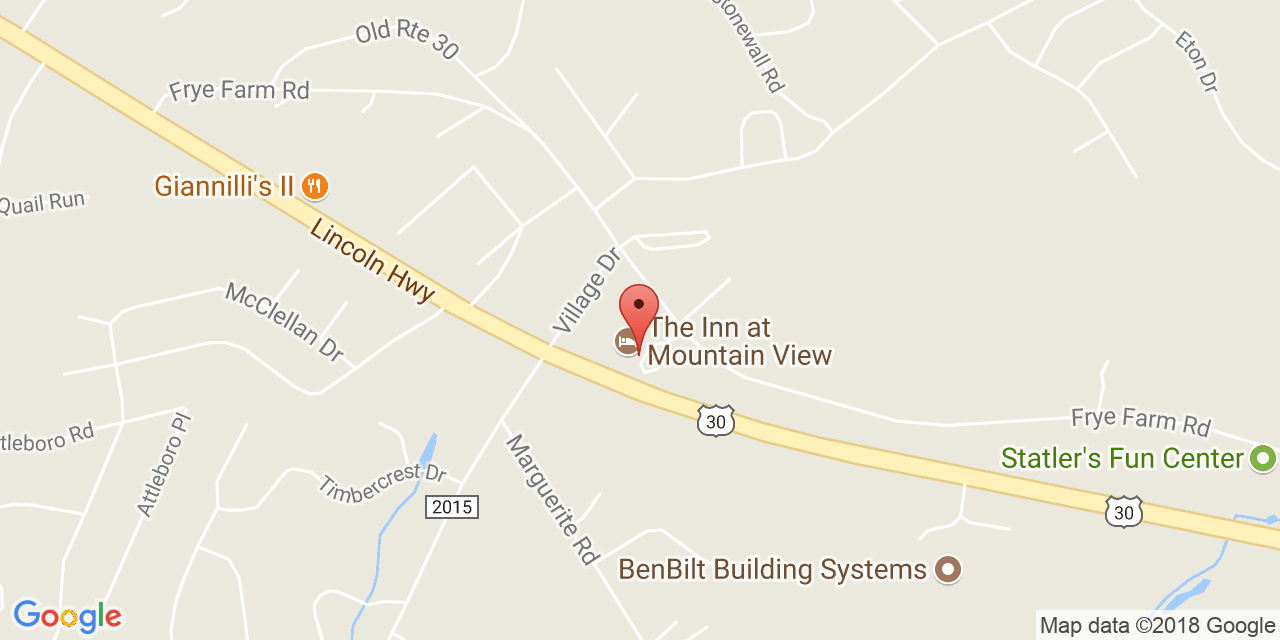 Old Rte 30
Stonewall Rd
Eton Dr
Frye Farm Rd
Giannilli's II
Quail Run
Lincoln Hwy
Village Dr
McClellan Dr
The Inn at
Mountain View
30
Frye Farm Rd
Attleboro Pl
Statler's Fun Center
Timbercrest Dr
2015
Marguerite Rd
30
BenBilt Building Systems
Google
Map data ©2018 Google